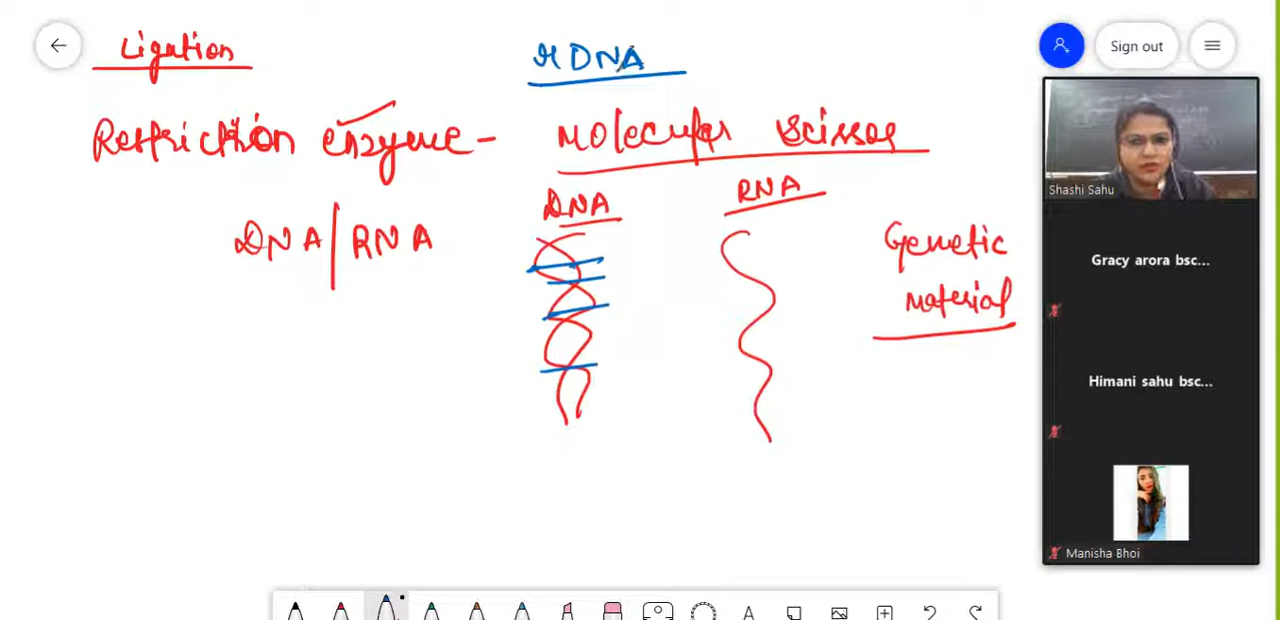 Ligation
rDNA
Sign out
Restriction enzyme - Molecular scissor
DNA
RNA
DNA/RNA
Genetic
material
Shashi Sahu
Gracy arora bsc...
Himani sahu bsc...
Manisha Bhoi
A